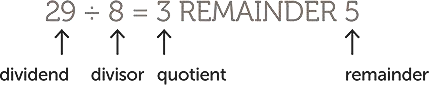 29 ÷ 8 = 3 REMAINDER 5
dividend divisor quotient remainder